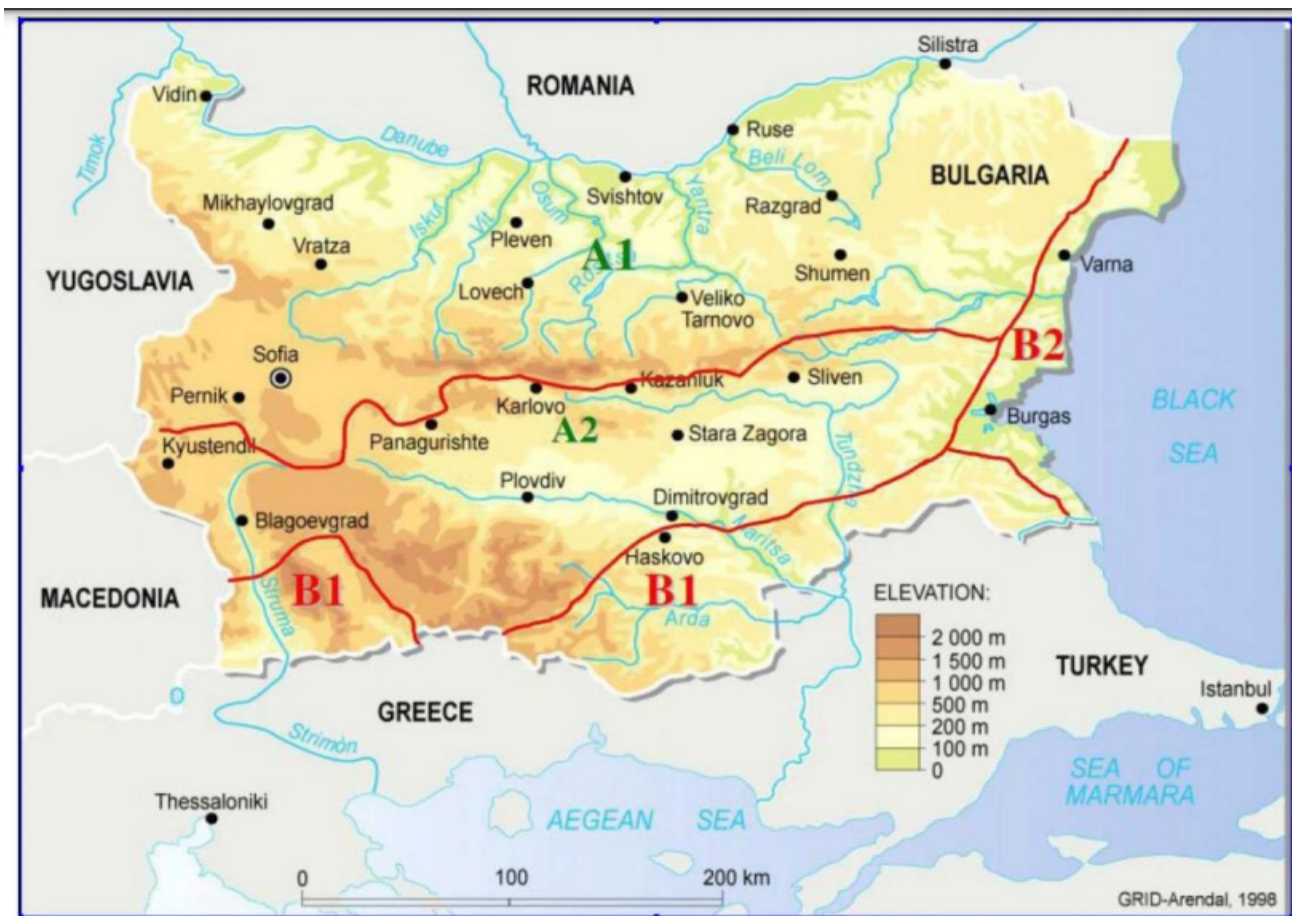 Silistra
ROMANIA
Vidin
Danube
Timok
Ruse
Beli Lom
BULGARIA
Svishtov
Yantra
Razgrad
Mikhaylovgrad
Iskur
Vit
Osum
Pleven
Vratza
A1
Shumen
Varna
YUGOSLAVIA
Lovech
Rositsa
Veliko
Tarnovo
B2
Sofia
Pernik
Kazanluk
Sliven
Karlovo
Burgas
BLACK
SEA
Panagurishte
A2
Stara Zagora
Kyustendil
Tundzha
Plovdiv
Dimitrovgrad
Blagoevgrad
Maritsa
Haskovo
MACEDONIA
B1
B1
Struma
Arda
ELEVATION:
2 000 m
1 500 m
1 000 m
500 m
200 m
100 m
0
TURKEY
Istanbul
GREECE
Strimòn
SEA OF
MARMARA
Thessaloniki
AEGEAN SEA
0 100 200 km
GRID-Arendal, 1998